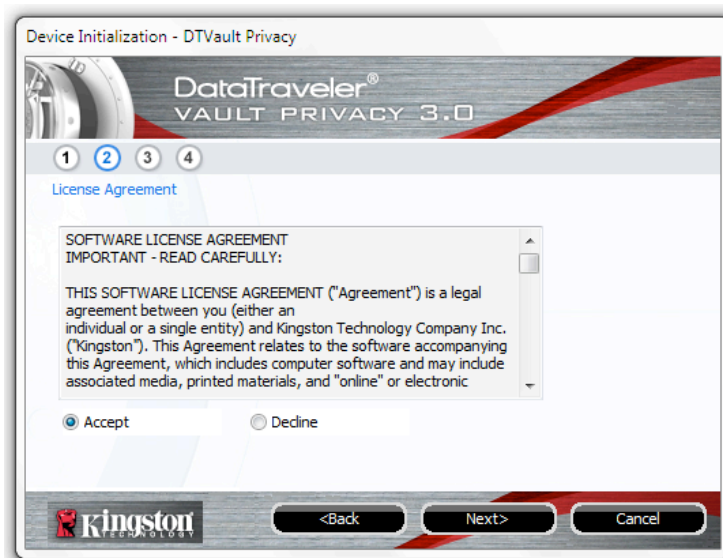 Device Initialization - DTVault Privacy
DataTraveler®
VAULT PRIVACY 3.0
1 2 3 4
License Agreement
SOFTWARE LICENSE AGREEMENT
IMPORTANT - READ CAREFULLY:
THIS SOFTWARE LICENSE AGREEMENT ("Agreement") is a legal
agreement between you (either an
individual or a single entity) and Kingston Technology Company Inc.
("Kingston"). This Agreement relates to the software accompanying
this Agreement, which includes computer software and may include
associated media, printed materials, and "online" or electronic
Accept Decline
Kingston
TECHNOLOGY
<Back Next> Cancel